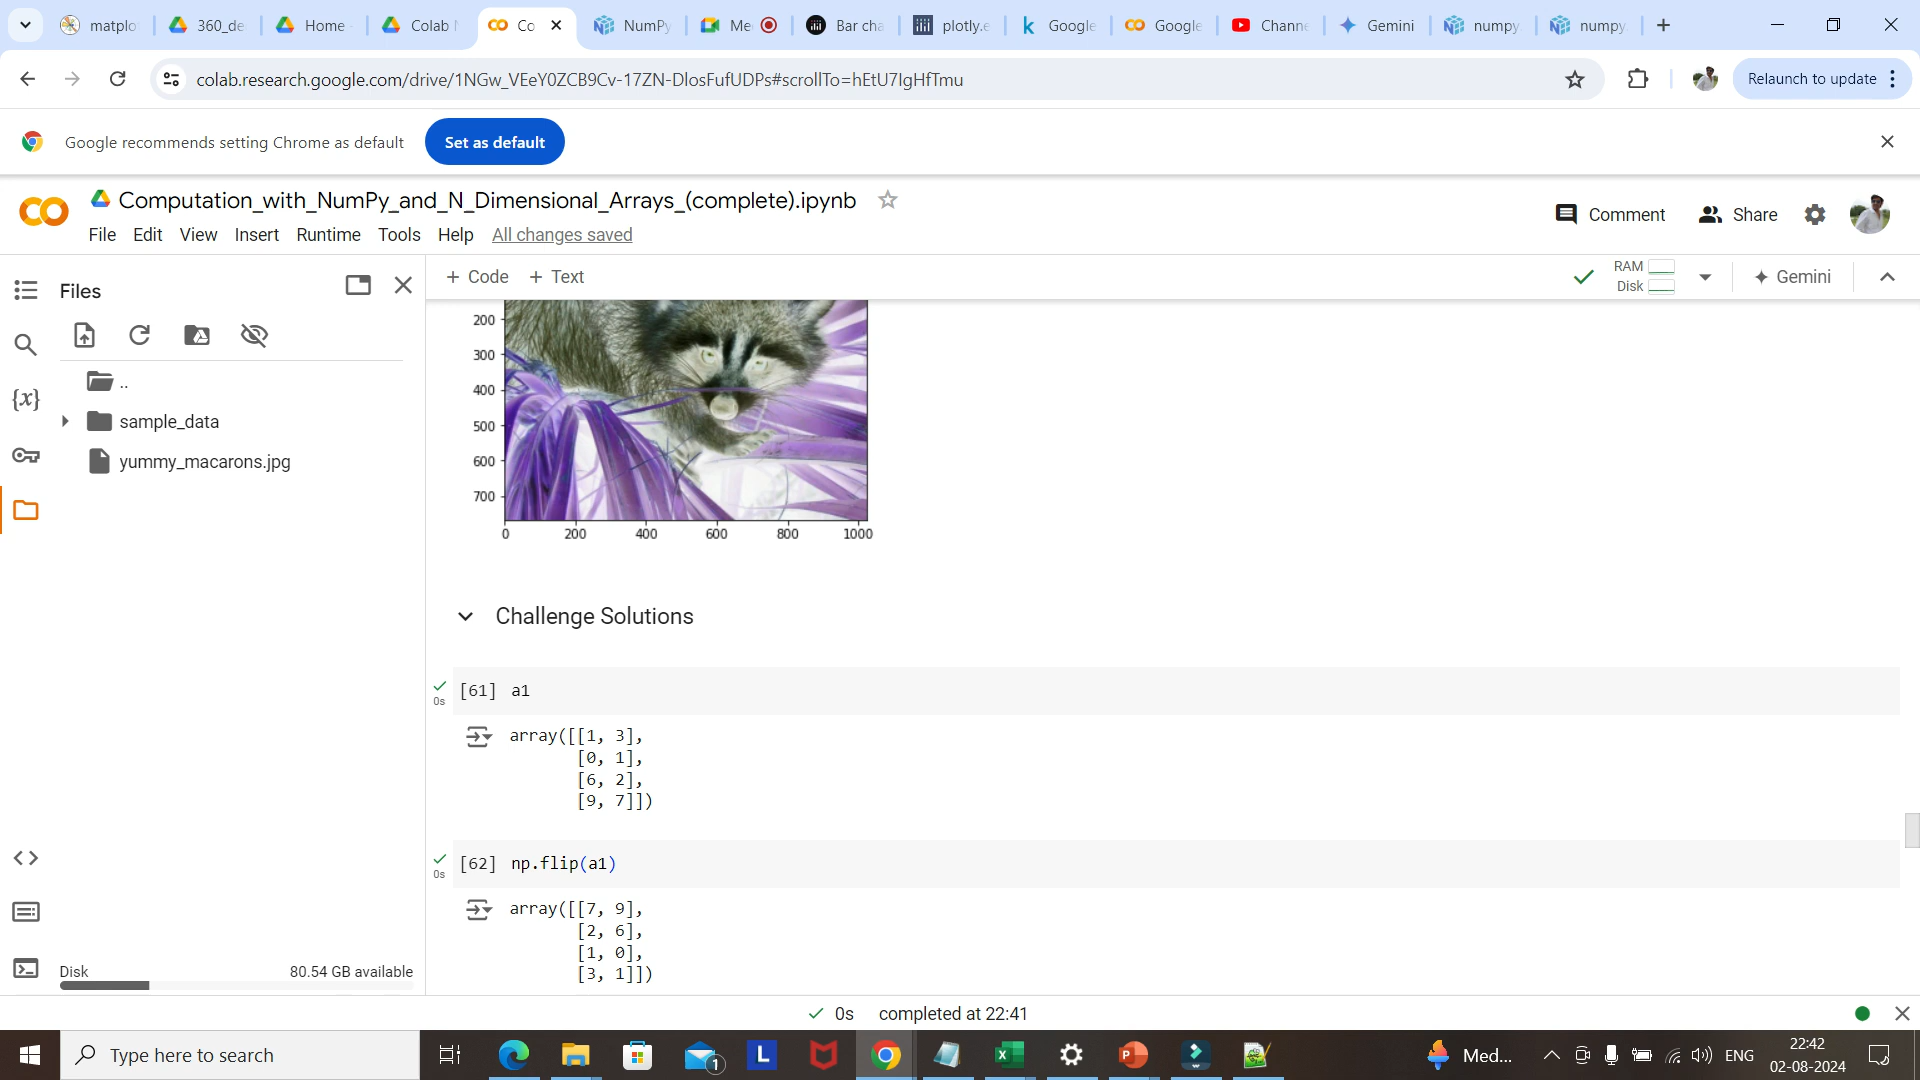 matplo
360_de
Home
Colab
Co
NumPy
Me
Bar cha
plotly.e
Google
Google
Channe
Gemini
numpy
numpy
colab.research.google.com/drive/1NGw_VEeY0ZCB9Cv-17ZN-DlosFufUDPs#scrollTo=hEtU7IgHfTmu
Relaunch to update
Google recommends setting Chrome as default
Set as default
Computation_with_NumPy_and_N_Dimensional_Arrays_(complete).ipynb
Comment
Share
File Edit View Insert Runtime Tools Help All changes saved
Files
+ Code + Text
RAM
Disk
Gemini
..
sample_data
yummy_macarons.jpg
{x}
200
300
400
500
600
700
0 200 400 600 800 1000
Challenge Solutions
0s
[61] a1
array([[1, 3],
[0, 1],
[6, 2],
[9, 7]])
0s
[62] np.flip(a1)
array([[7, 9],
[2, 6],
[1, 0],
[3, 1]])
Disk 80.54 GB available
0s completed at 22:41
Type here to search
1
L
Med...
ENG
22:42
02-08-2024